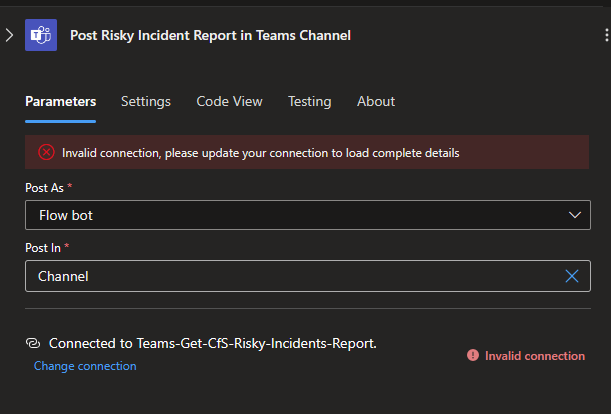 Post Risky Incident Report in Teams Channel
Parameters Settings Code View Testing About
Invalid connection, please update your connection to load complete details
Post As *
Flow bot
Post In *
Channel
Connected to Teams-Get-CfS-Risky-Incidents-Report.
Invalid connection
Change connection